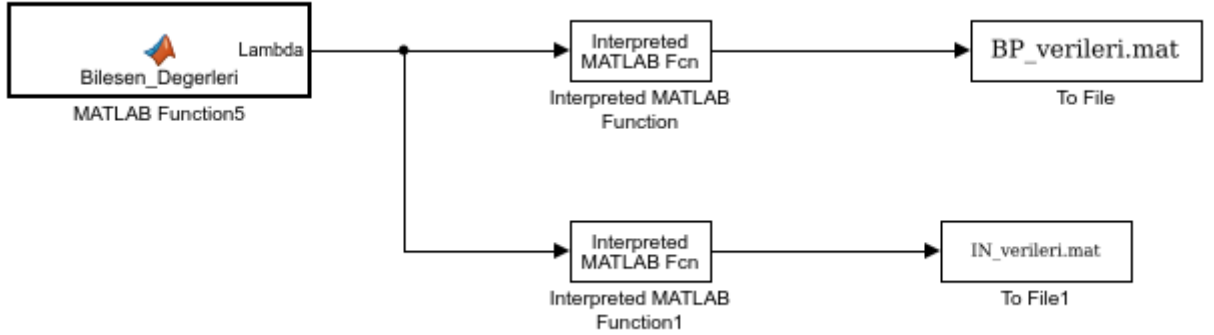 Lambda
Bilesen_Degerleri
MATLAB Function5
Interpreted
MATLAB Fcn
Interpreted MATLAB
Function
BP_verileri.mat
To File
Interpreted
MATLAB Fcn
Interpreted MATLAB
Function1
IN_verileri.mat
To File1